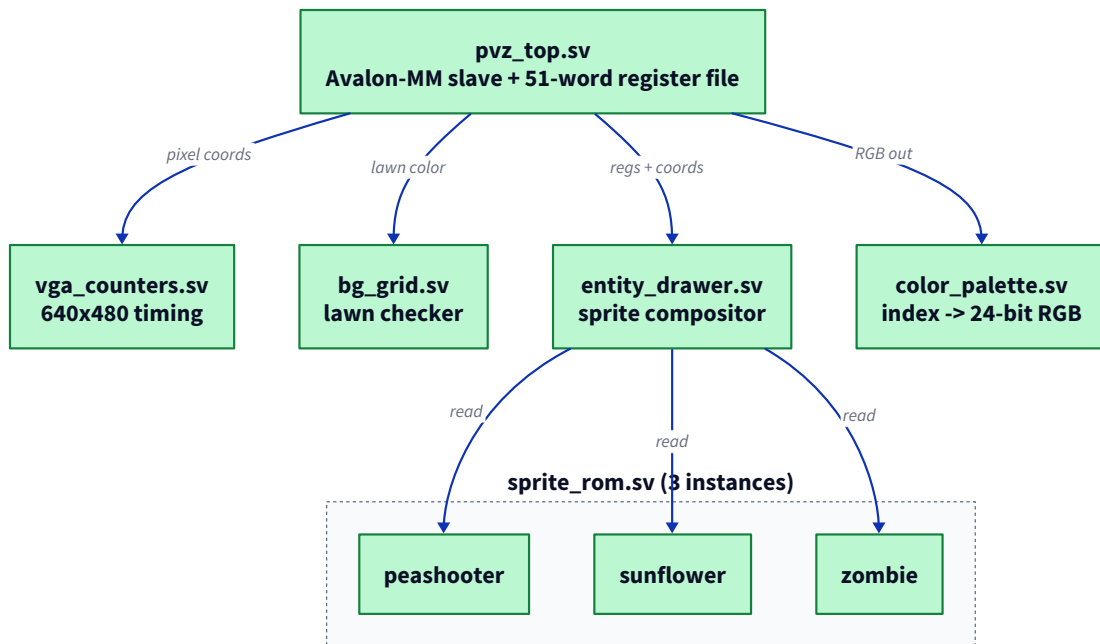 pvz_top.sv
Avalon-MM slave + 51-word register file
pixel coords
lawn color
regs + coords
RGB out
vga_counters.sv
640x480 timing
bg_grid.sv
lawn checker
entity_drawer.sv
sprite compositor
color_palette.sv
index -> 24-bit RGB
read
read
read
sprite_rom.sv (3 instances)
peashooter
sunflower
zombie